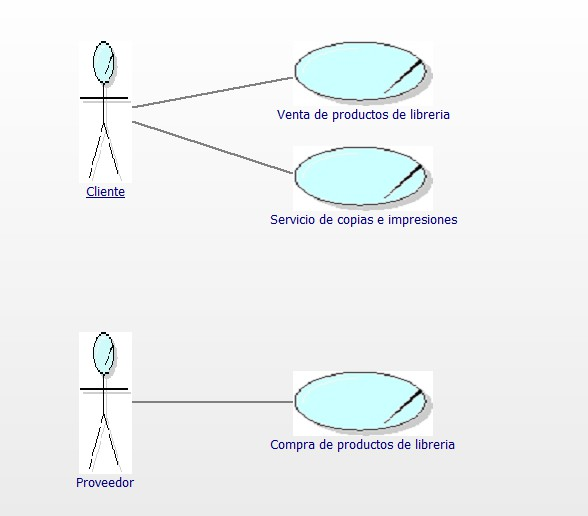 Venta de productos de libreria
Cliente
Servicio de copias e impresiones
Compra de productos de libreria
Proveedor